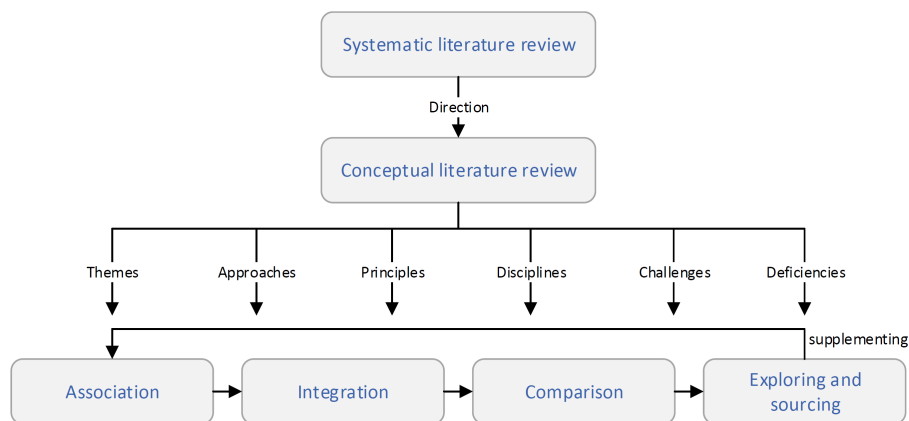 Systematic literature review
Direction
Conceptual literature review
Themes
Approaches
Principles
Disciplines
Challenges
Deficiencies
supplementing
Association
Integration
Comparison
Exploring and
sourcing